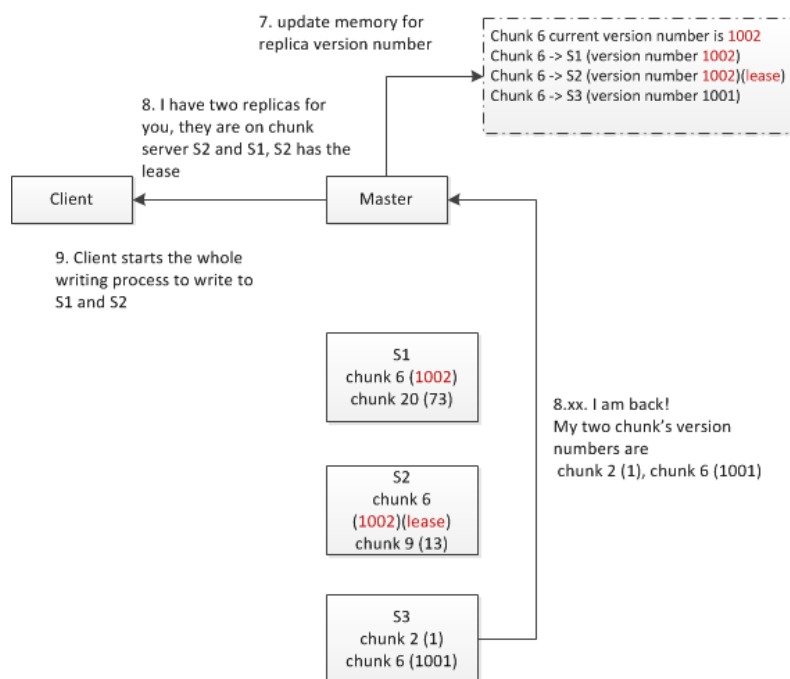 7. update memory for
replica version number
Chunk 6 current version number is 1002
Chunk 6 -> S1 (version number 1002)
Chunk 6 -> S2 (version number 1002)(lease)
Chunk 6 -> S3 (version number 1001)
8. I have two replicas for
you, they are on chunk
server S2 and S1, S2 has the
lease
Client
Master
9. Client starts the whole
writing process to write to
S1 and S2
S1
chunk 6 (1002)
chunk 20 (73)
8.xx. I am back!
My two chunk's version
numbers are
chunk 2 (1), chunk 6 (1001)
S2
chunk 6
(1002)(lease)
chunk 9 (13)
S3
chunk 2 (1)
chunk 6 (1001)